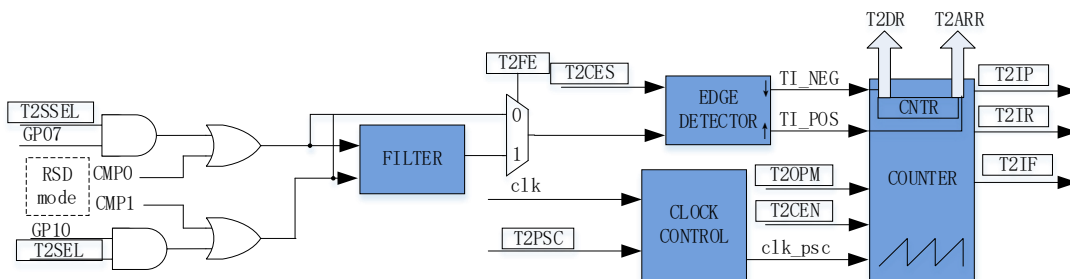 T2DR T2ARR
T2FE
T2CES
TI_NEG
T2IP
T2SSEL
GP07
0
EDGE
DETECTOR
CNTR
TI_POS
T2IR
RSD
mode
CMP0
FILTER
1
T2IF
clk
T2OPM
COUNTER
CMP1
CLOCK
CONTROL
T2CEN
GP10
T2SEL
T2PSC
clk_psc